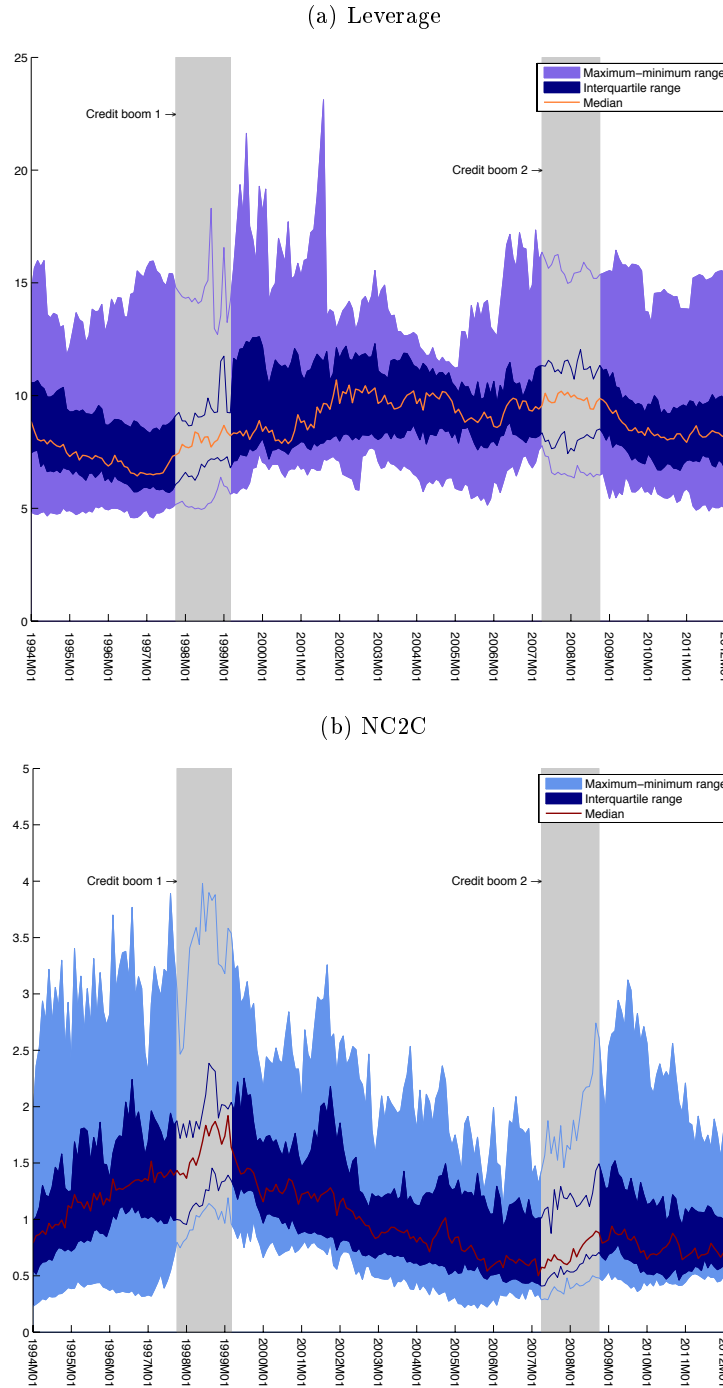 (a) Leverage
25
20
15
10
5
0
Maximum−minimum range
Interquartile range
Median
Credit boom 1 →
Credit boom 2 →
1994M01
1995M01
1996M01
1997M01
1998M01
1999M01
2000M01
2001M01
2002M01
2003M01
2004M01
2005M01
2006M01
2007M01
2008M01
2009M01
2010M01
2011M01
2012M01
(b) NC2C
5
4.5
4
3.5
3
2.5
2
1.5
1
0.5
0
Maximum−minimum range
Interquartile range
Median
Credit boom 1 →
Credit boom 2 →
1994M01
1995M01
1996M01
1997M01
1998M01
1999M01
2000M01
2001M01
2002M01
2003M01
2004M01
2005M01
2006M01
2007M01
2008M01
2009M01
2010M01
2011M01